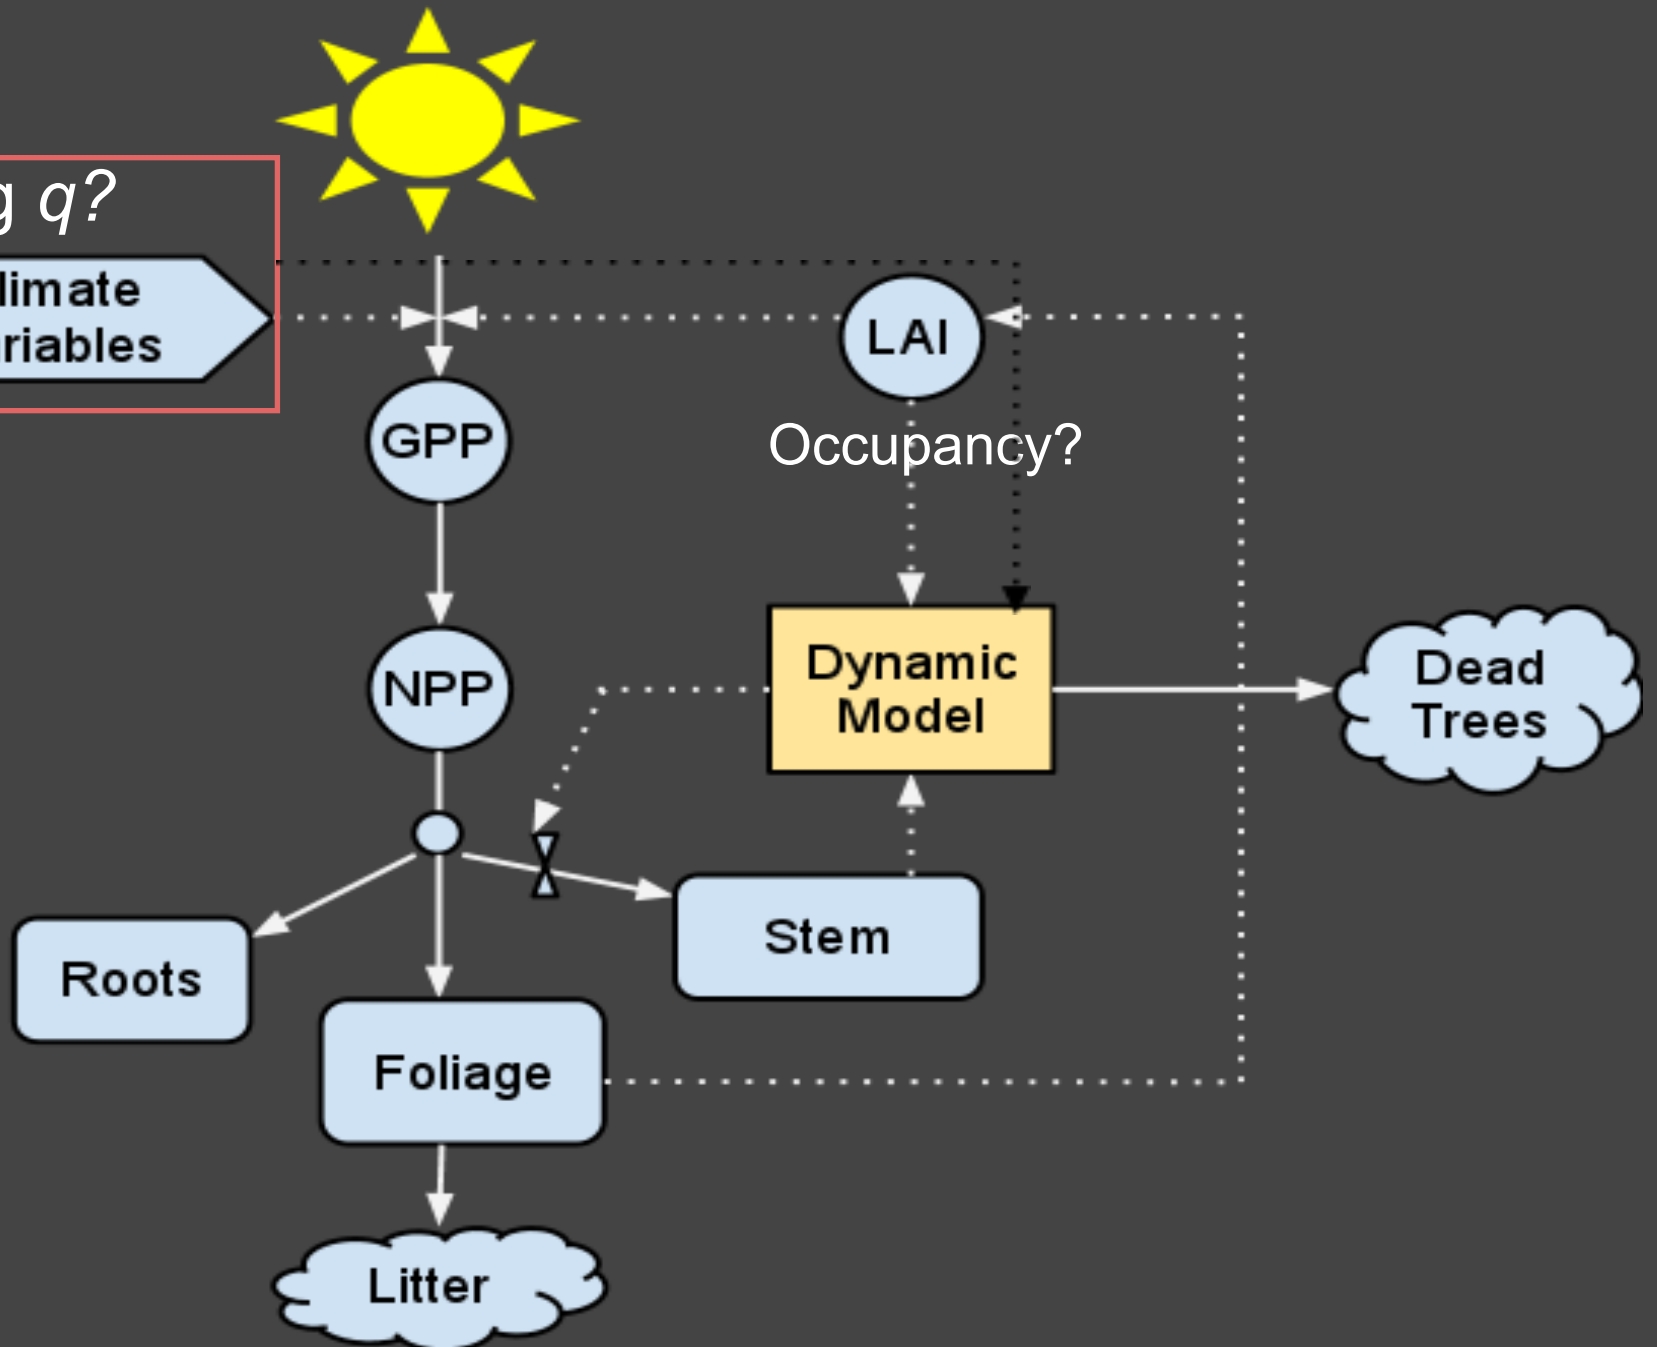 g q?
limate
riables
LAI
GPP
Occupancy?
NPP
Dynamic
Model
Dead
Trees
Stem
Roots
Foliage
Litter